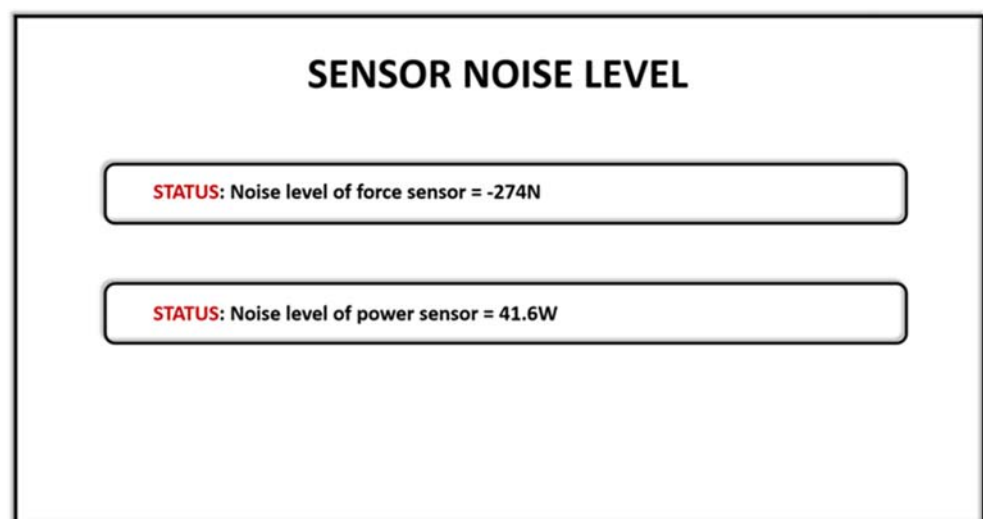 SENSOR NOISE LEVEL
STATUS: Noise level of force sensor = -274N
STATUS: Noise level of power sensor = 41.6W